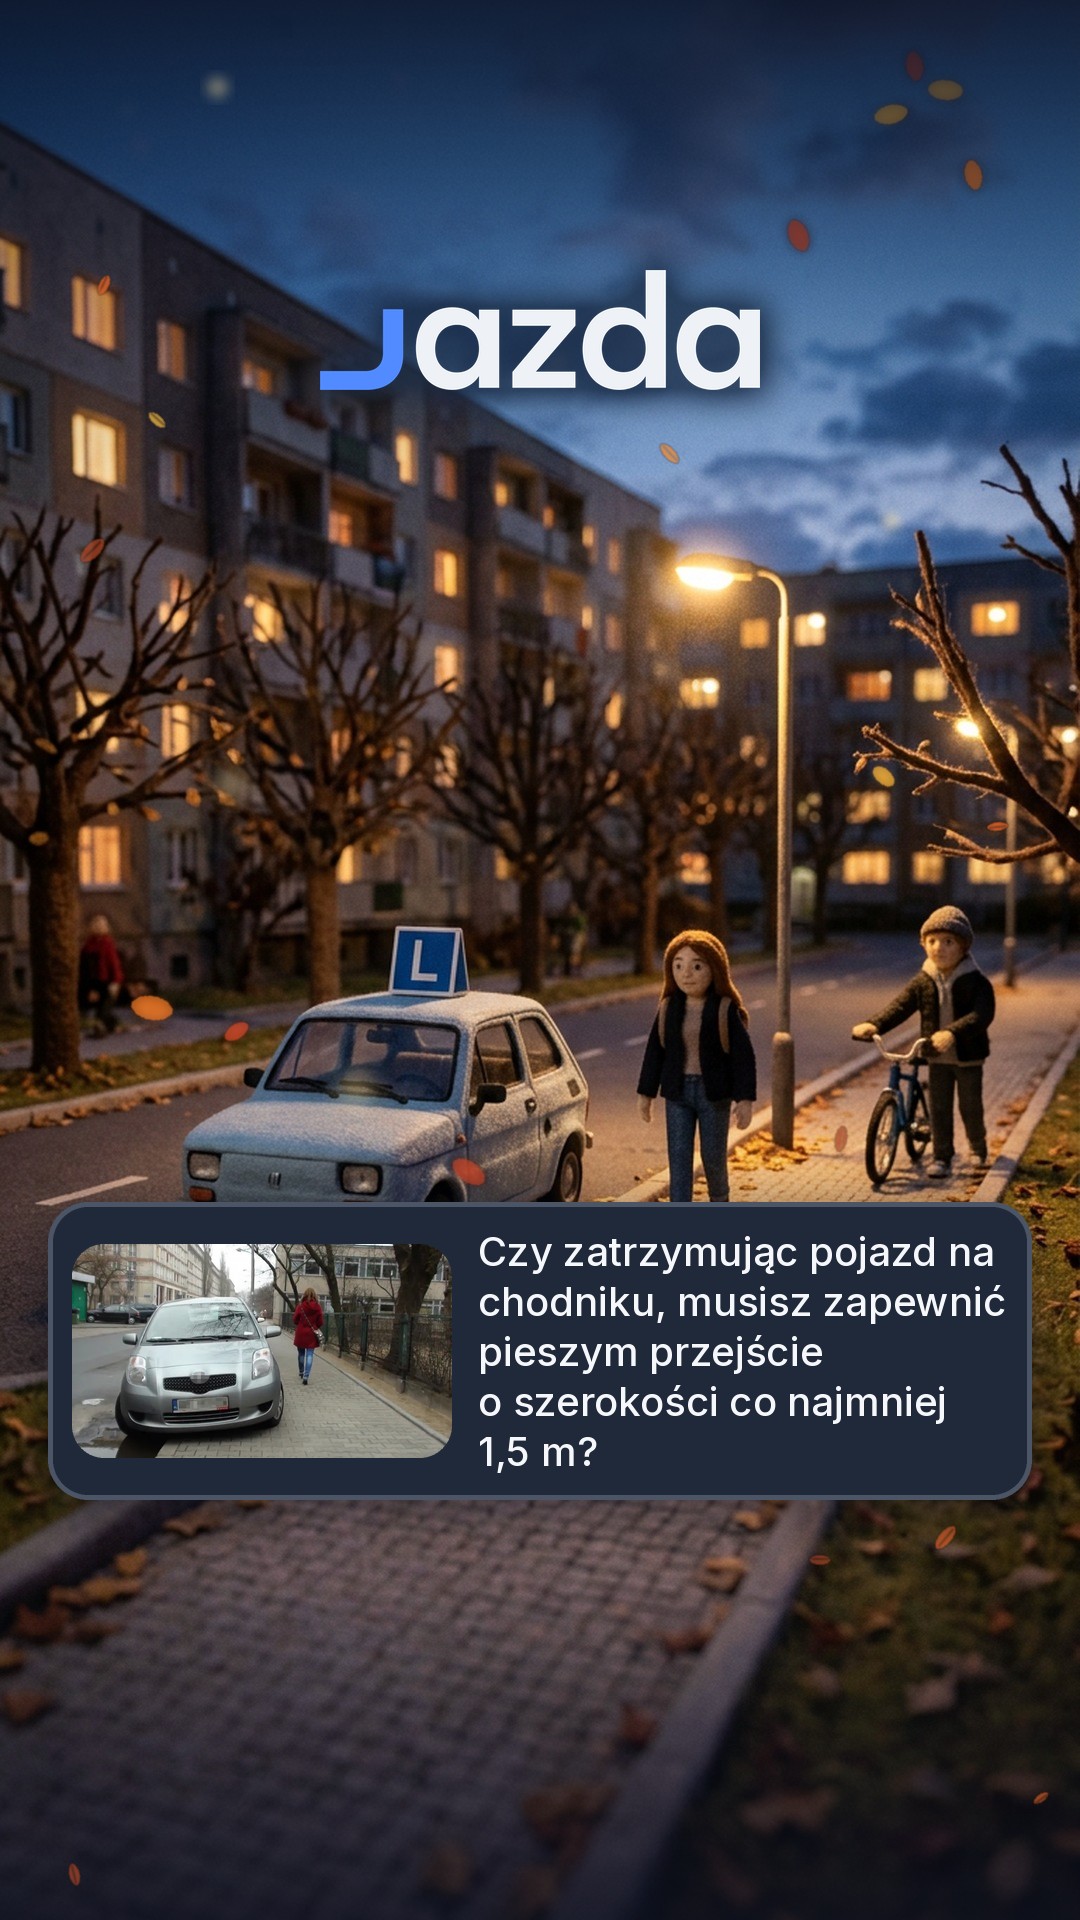 Jazda
L
Czy zatrzymując pojazd na
chodniku, musisz zapewnić
pieszym przejście
o szerokości co najmniej
1,5 m?